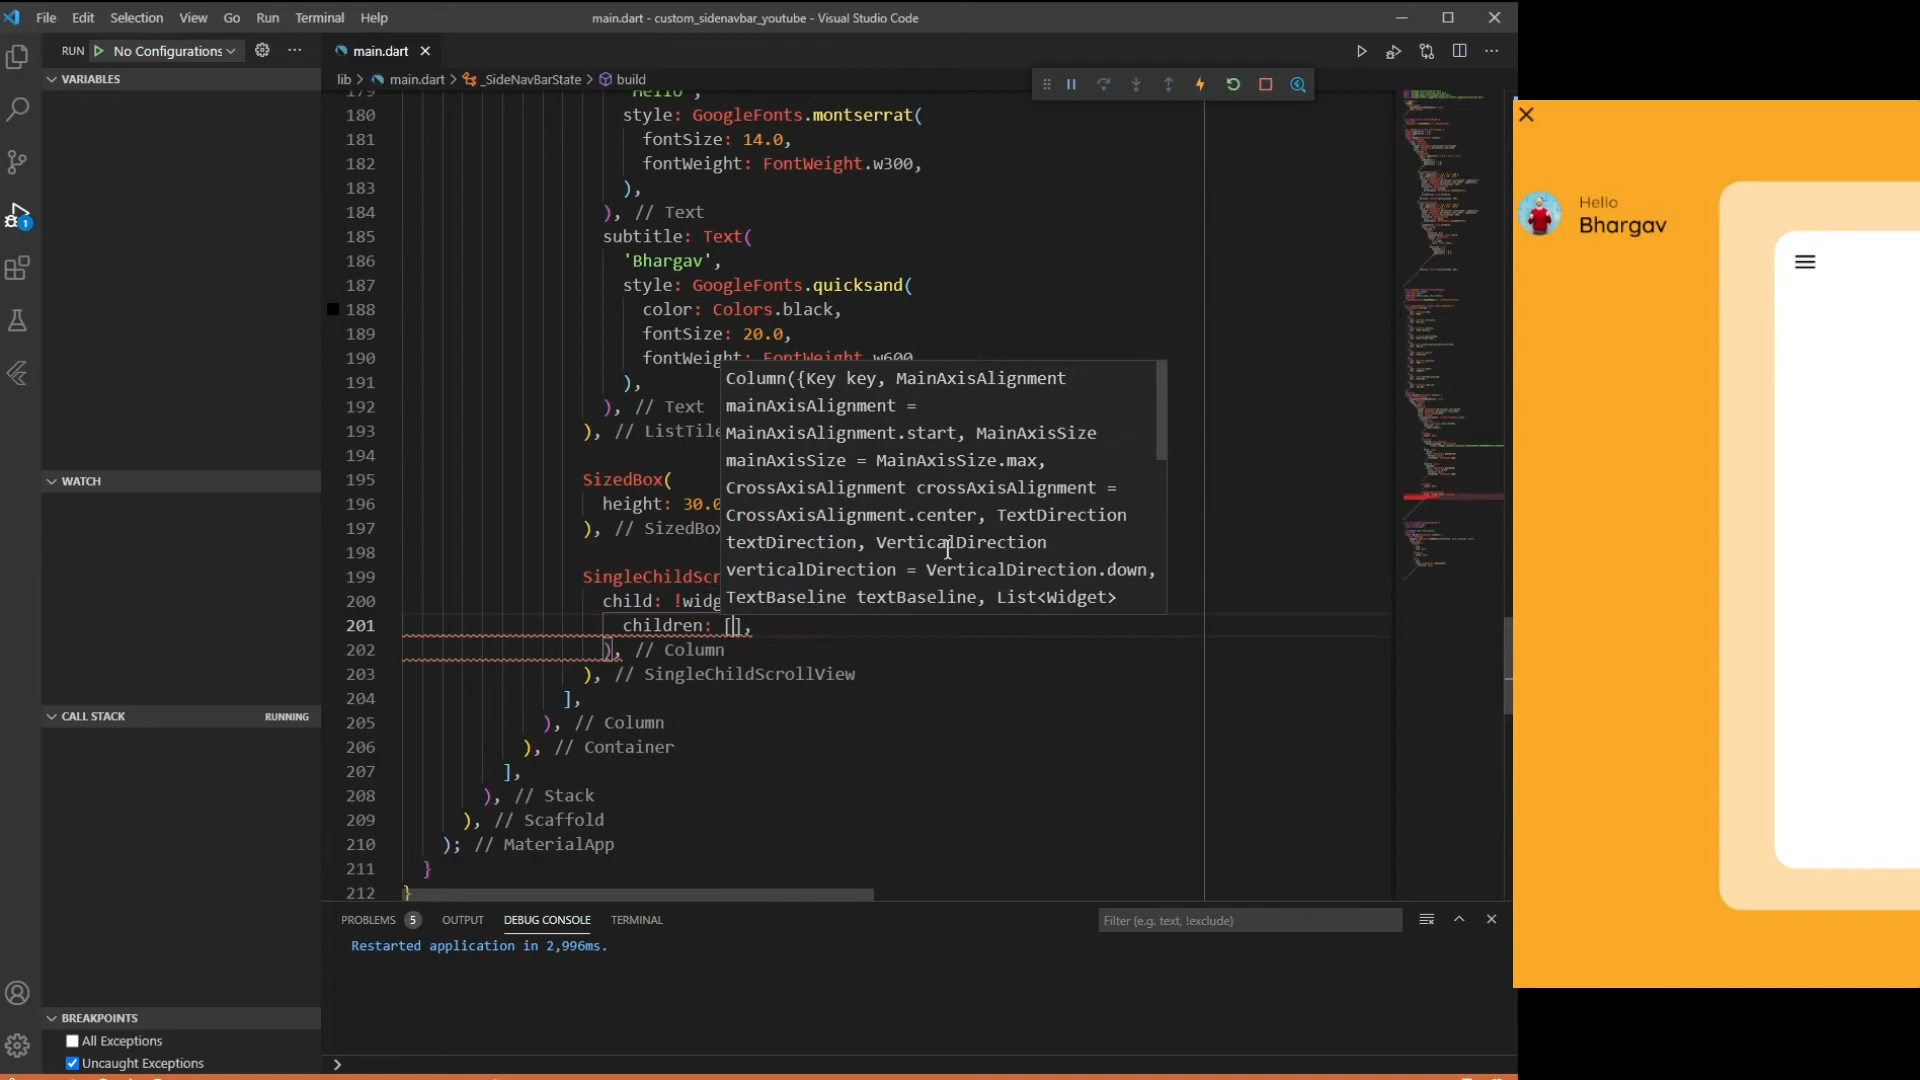 File Edit Selection View Go Run Terminal Help
main.dart - custom_sidenavbar_youtube - Visual Studio Code
RUN No Configurations
main.dart
VARIABLES
lib > main.dart > _SideNavBarState > build
179 'Hello',
180 style: GoogleFonts.montserrat(
181 fontSize: 14.0,
182 fontWeight: FontWeight.w300,
183 ),
184 ), // Text
185 subtitle: Text(
186 'Bhargav',
187 style: GoogleFonts.quicksand(
188 color: Colors.black,
189 fontSize: 20.0,
190 fontWeight: FontWeight.w600
191 ),
192 ), // Text
193 ), // ListTile
194
195 SizedBox(
196 height: 30.0
197 ), // SizedBox
198
199 SingleChildScr
200 child: !widg
201 children: [],
202 ), // Column
203 ), // SingleChildScrollView
204 ],
205 ), // Column
206 ), // Container
207 ],
208 ), // Stack
209 ), // Scaffold
210 ); // MaterialApp
211 }
212 }
Column({Key key, MainAxisAlignment
mainAxisAlignment =
MainAxisAlignment.start, MainAxisSize
mainAxisSize = MainAxisSize.max,
CrossAxisAlignment crossAxisAlignment =
CrossAxisAlignment.center, TextDirection
textDirection, VerticalDirection
verticalDirection = VerticalDirection.down,
TextBaseline textBaseline, List<Widget>
WATCH
CALL STACK RUNNING
BREAKPOINTS
All Exceptions
Uncaught Exceptions
1
PROBLEMS 5 OUTPUT DEBUG CONSOLE TERMINAL
Filter (e.g. text, !exclude)
Restarted application in 2,996ms.
>
Hello
Bhargav